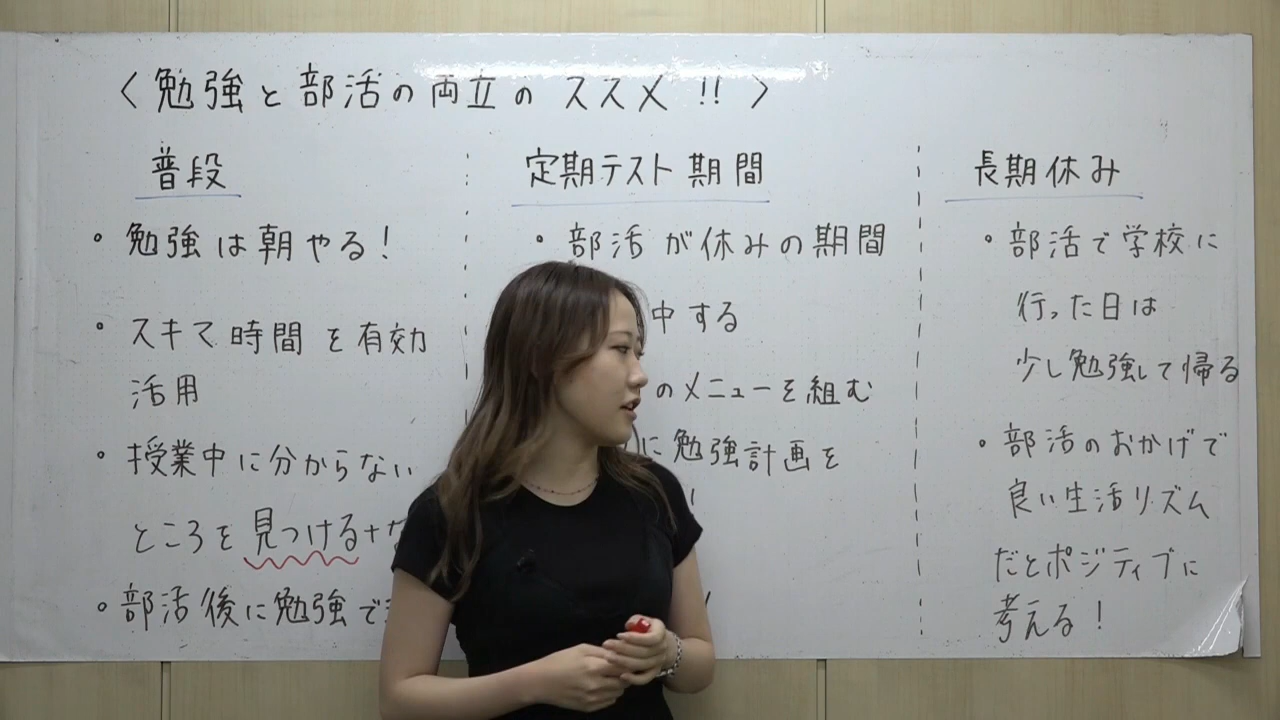 〈勉強と部活の両立のススメ!!〉
普段
・勉強は朝やる!
・スキマ時間を有効
活用
・授業中に分からない
ところを見つける+
・部活後に勉強で
定期テスト期間
・部活が休みの期間
中する
のメニューを組む
に勉強計画を
長期休み
・部活で学校に
行った日は
少し勉強して帰る
・部活のおかげで
良い生活リズム
だとポジティブに
考える!